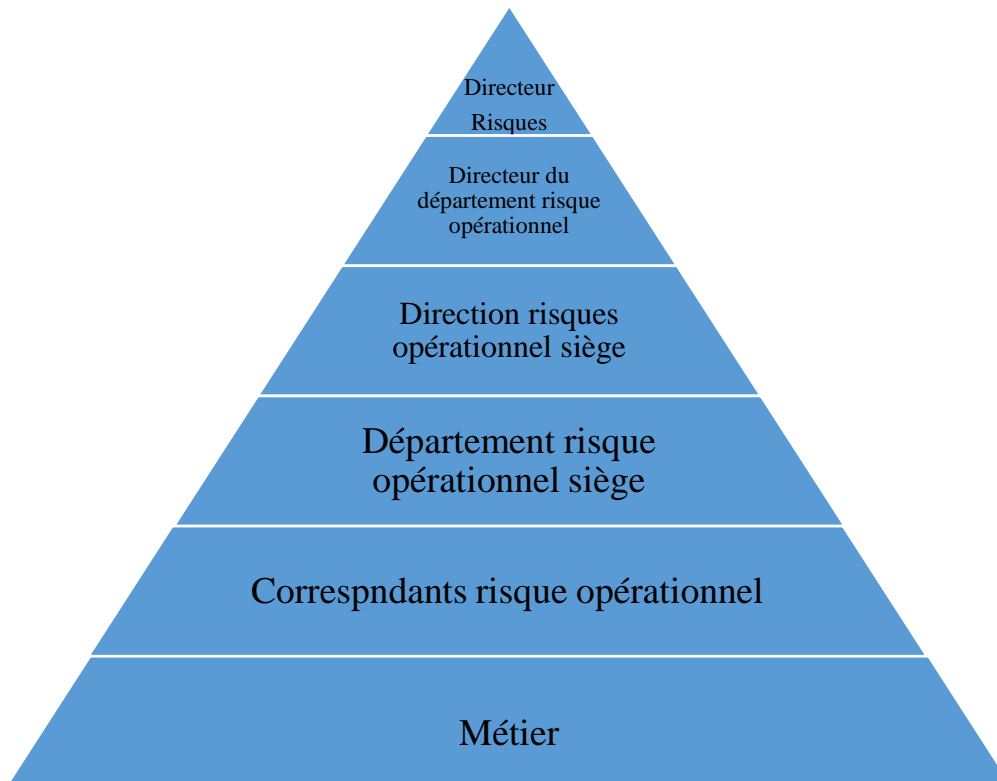 Directeur
Risques
Directeur du
département risque
opérationnel
Direction risques
opérationnel siège
Département risque
opérationnel siège
Correspndants risque opérationnel
Métier